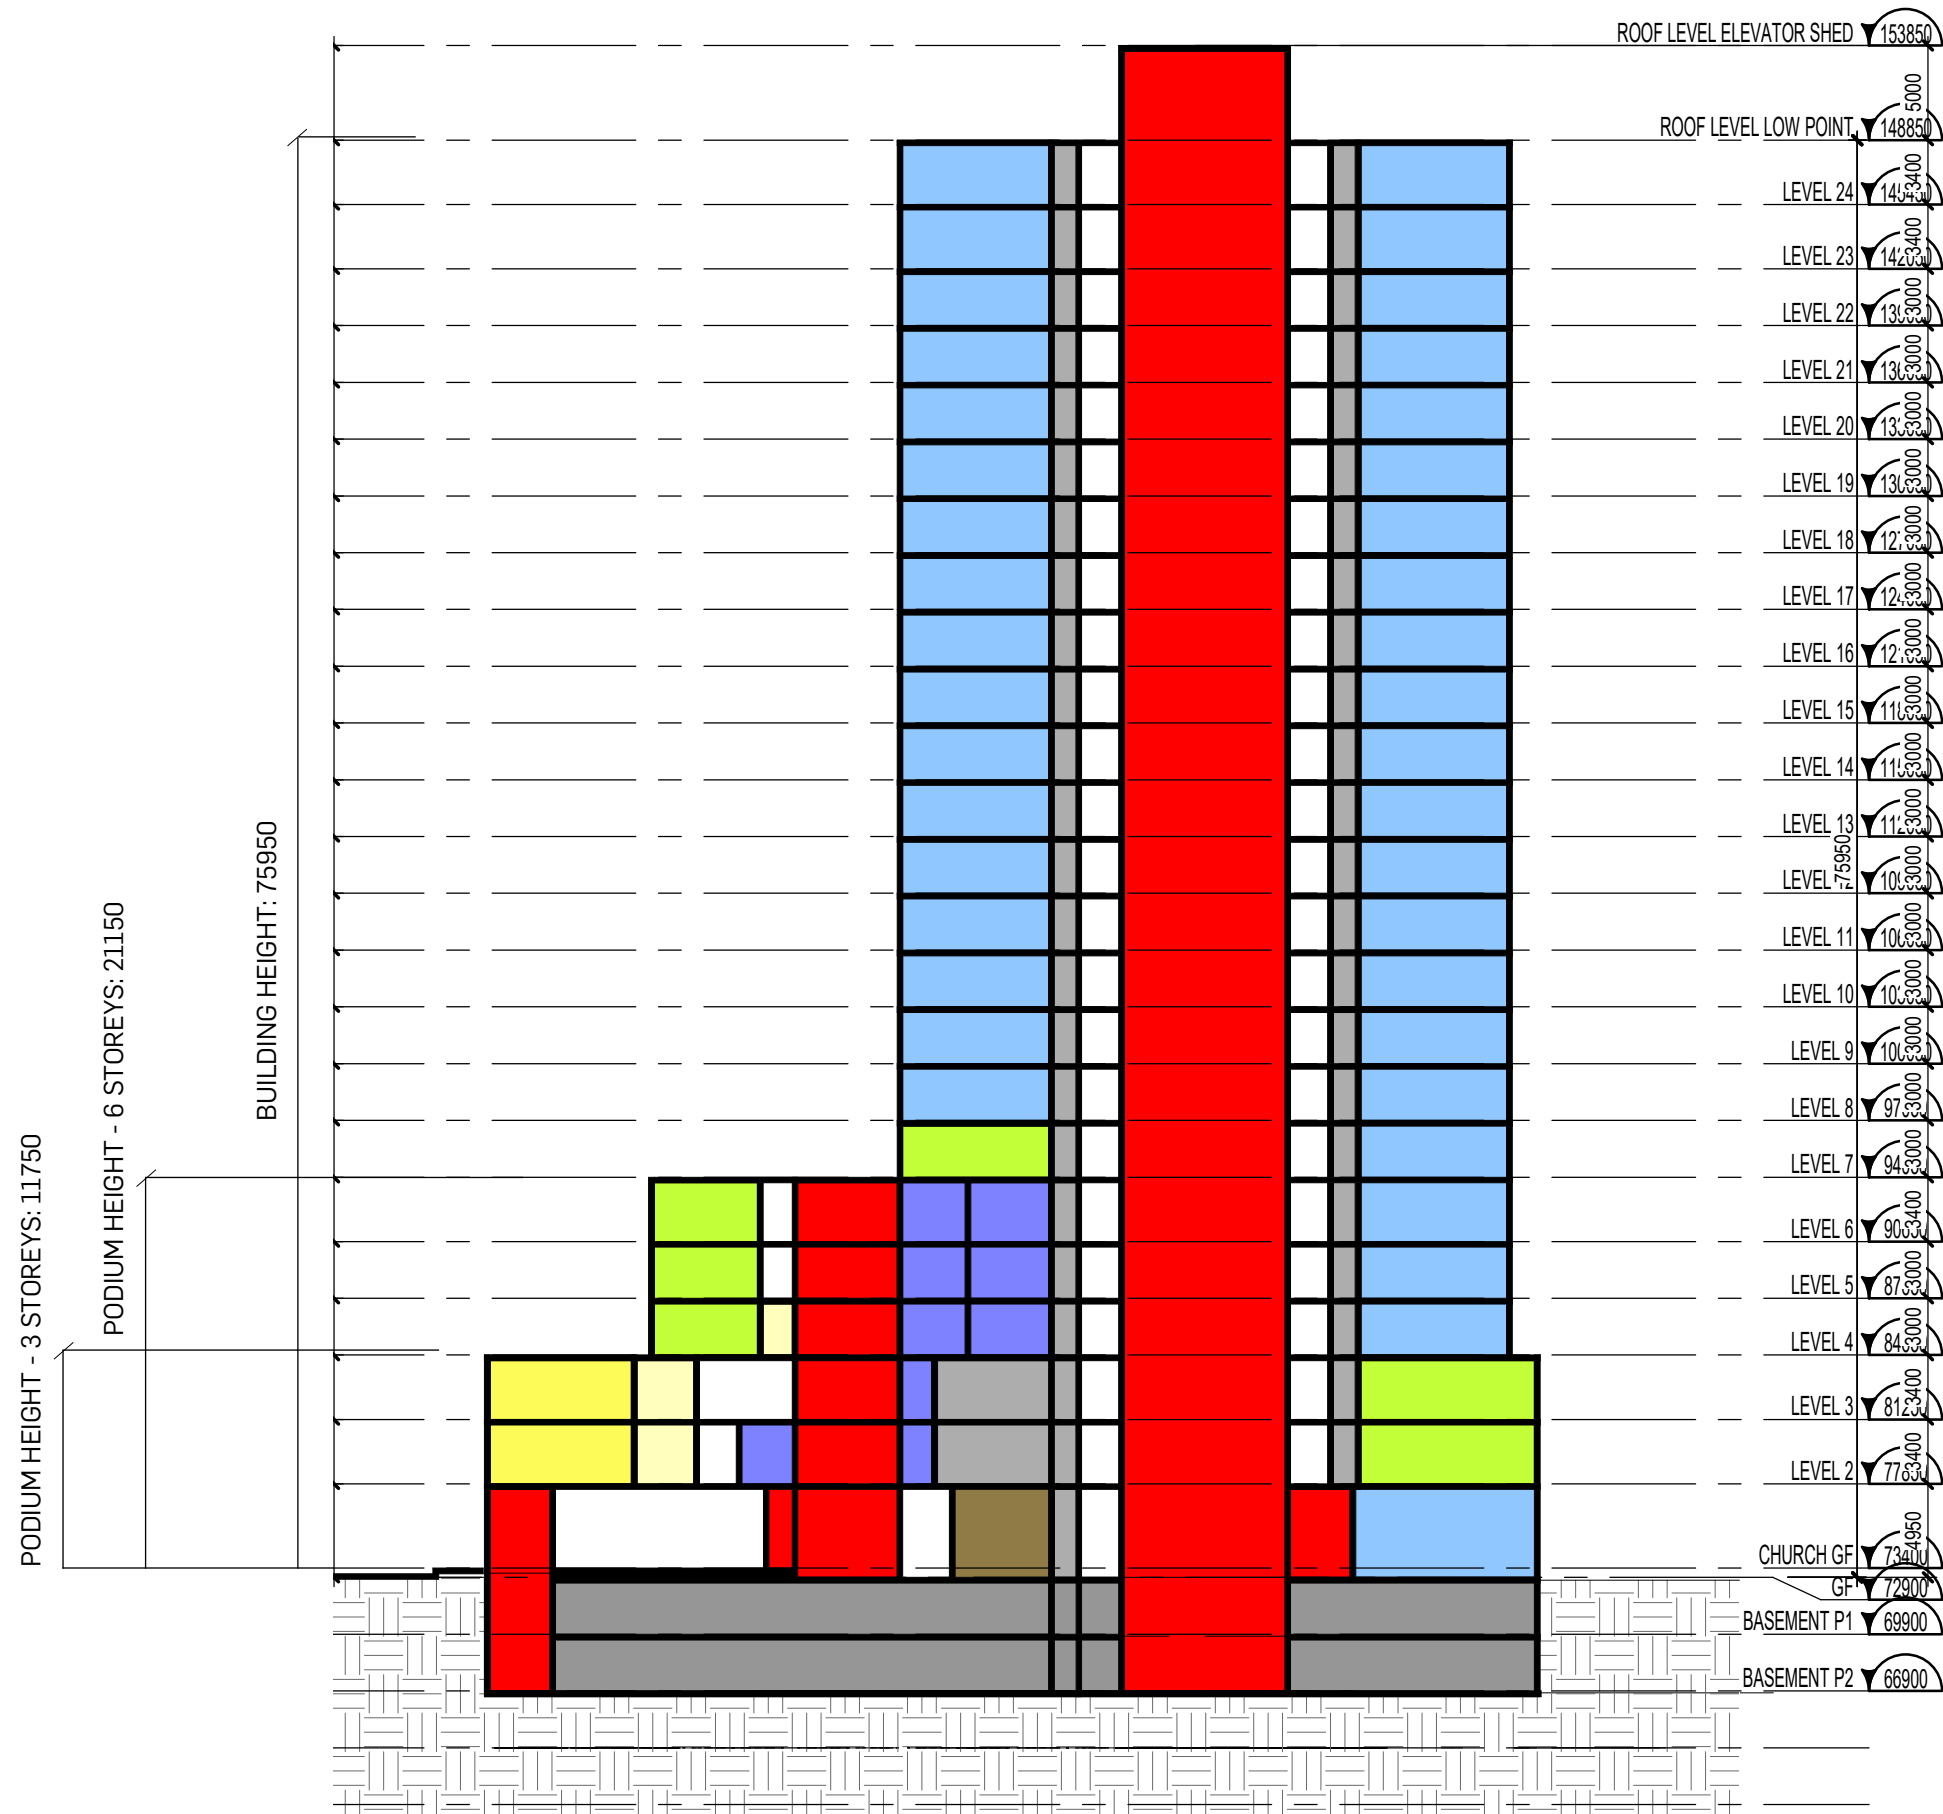 ROOF LEVEL ELEVATOR SHED 153850
5000
ROOF LEVEL LOW POINT 148850
3400
LEVEL 24
3400
LEVEL 23
3000
LEVEL 22
3000
LEVEL 21
3000
LEVEL 20
3000
LEVEL 19
3000
LEVEL 18
3000
LEVEL 17
3000
LEVEL 16
3000
LEVEL 15
3000
LEVEL 14
3000
LEVEL 13
75950
3000
LEVEL
3000
LEVEL 11
3000
LEVEL 10
3000
LEVEL 9
3000
LEVEL 8
3000
LEVEL 7
3400
LEVEL 6
3000
LEVEL 5
3000
LEVEL 4
3400
LEVEL 3
3400
LEVEL 2
4950
CHURCH GF 73400
GF 72900
BASEMENT P1 69900
BASEMENT P2 66900
BUILDING HEIGHT: 75950
PODIUM HEIGHT - 6 STOREYS: 21150
PODIUM HEIGHT - 3 STOREYS: 11750